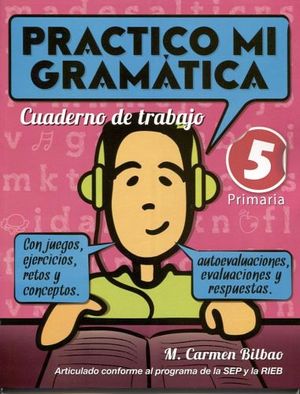 PRACTICO MI
GRAMÁTICA
Cuaderno de trabajo
5
Primaria
Con juegos,
ejercicios,
retos y
conceptos.
autoevaluaciones,
evaluaciones y
respuestas.
M. Carmen Bilbao
Articulado conforme al programa de la SEP y la RIEB